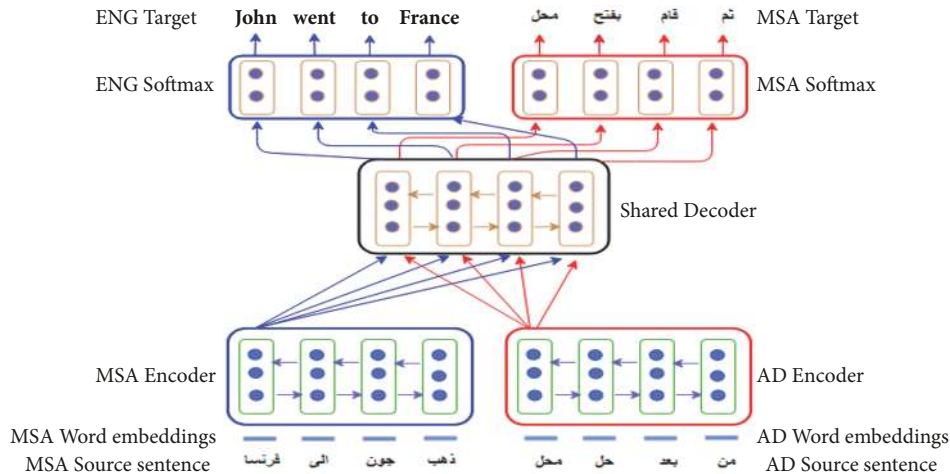 ENG Target John went to France محل بفتح قام ثم MSA Target
ENG Softmax MSA Softmax
Shared Decoder
MSA Encoder AD Encoder
MSA Word embeddings AD Word embeddings
MSA Source sentence فرنسا الى جون ذهب محل حل بعد من AD Source sentence